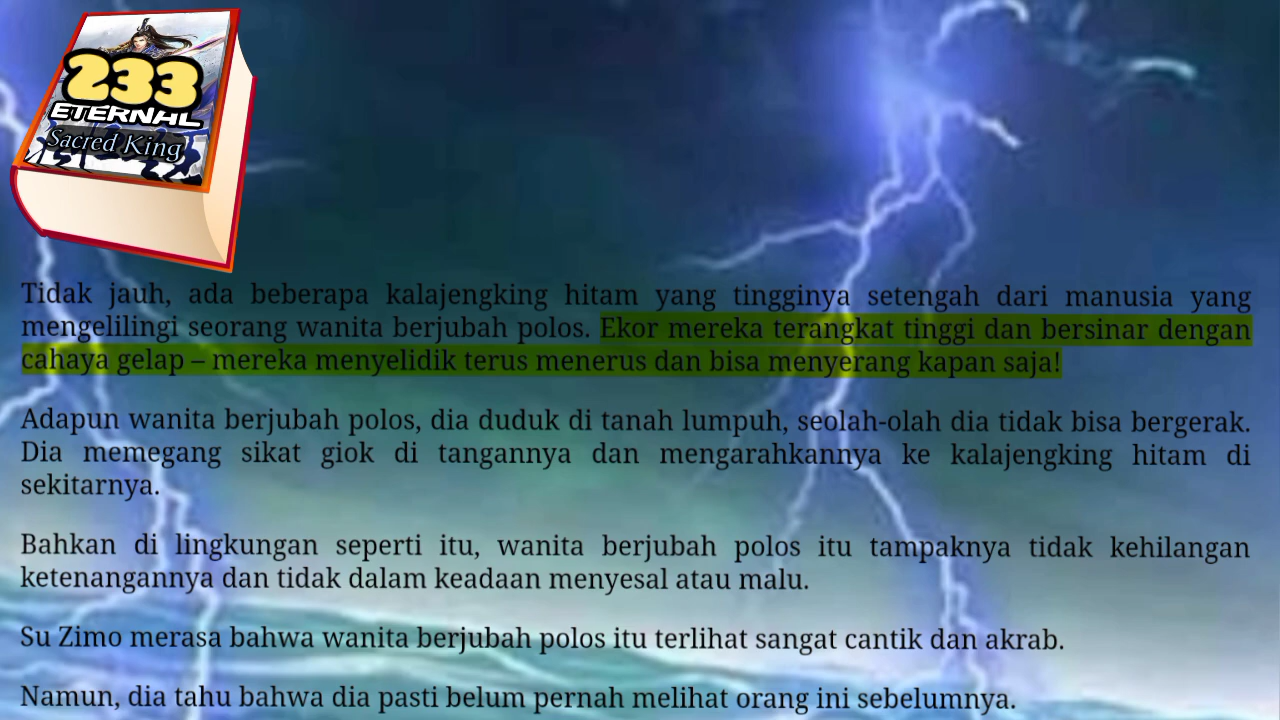 233
ETERNAL
Sacred King
Tidak jauh, ada beberapa kalajengking hitam yang tingginya setengah dari manusia yang
mengelilingi seorang wanita berjubah polos. Ekor mereka terangkat tinggi dan bersinar dengan
cahaya gelap – mereka menyelidik terus menerus dan bisa menyerang kapan saja!
Adapun wanita berjubah polos, dia duduk di tanah lumpuh, seolah-olah dia tidak bisa bergerak.
Dia memegang sikat giok di tangannya dan mengarahkannya ke kalajengking hitam di
sekitarnya.
Bahkan di lingkungan seperti itu, wanita berjubah polos itu tampaknya tidak kehilangan
ketenangannya dan tidak dalam keadaan menyesal atau malu.
Su Zimo merasa bahwa wanita berjubah polos itu terlihat sangat cantik dan akrab.
Namun, dia tahu bahwa dia pasti belum pernah melihat orang ini sebelumnya.